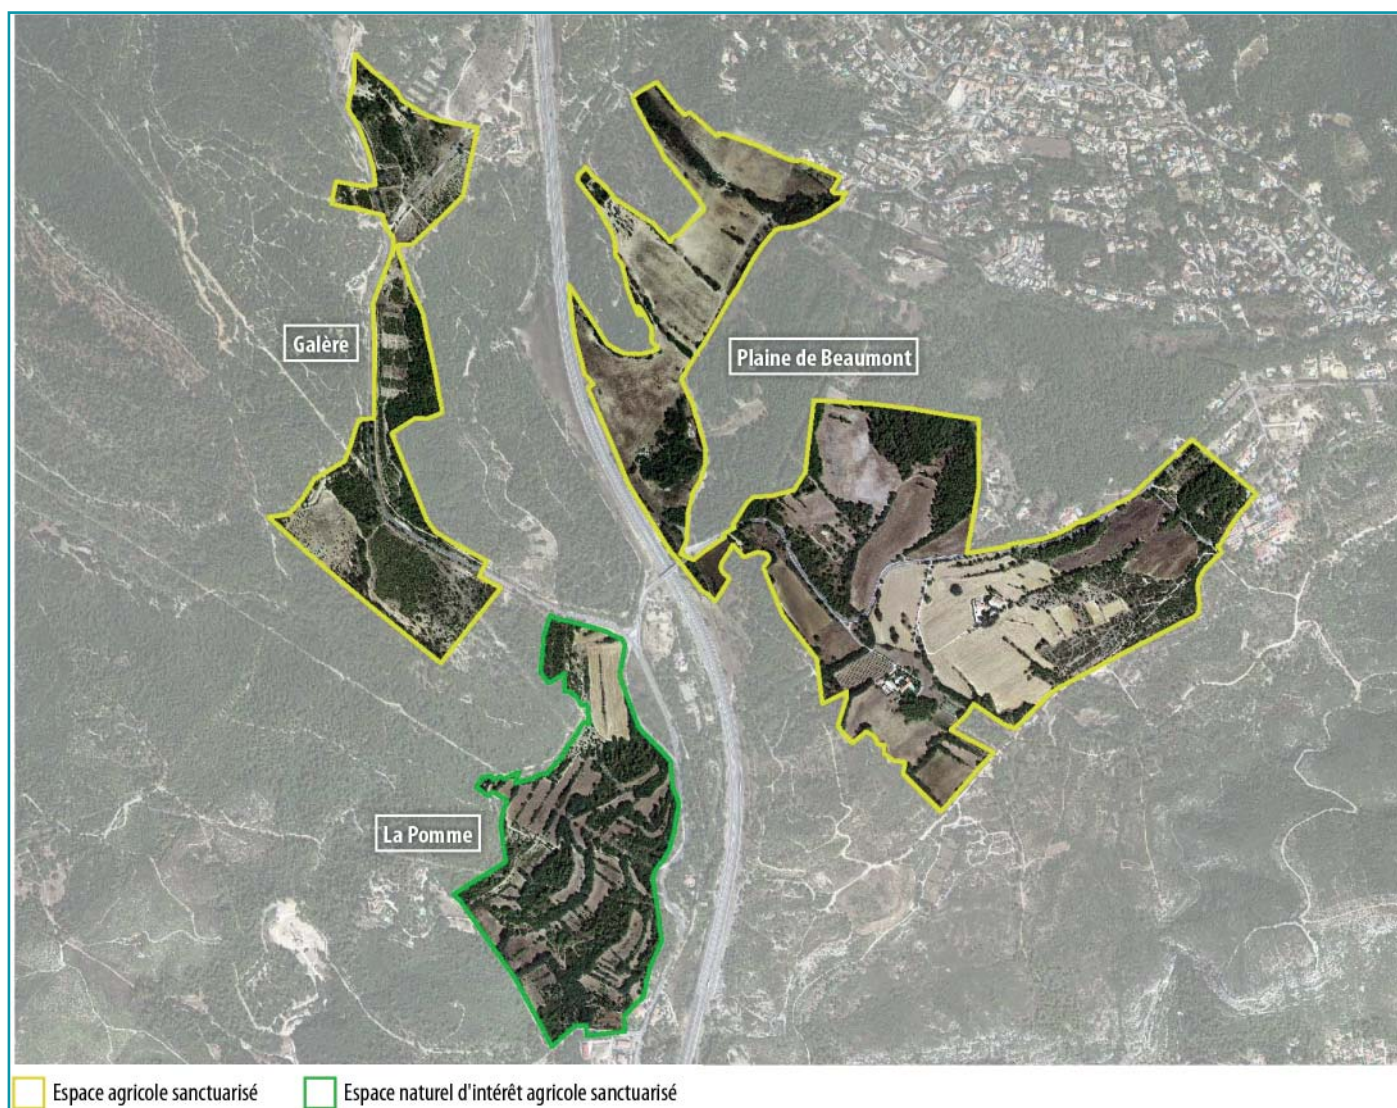 Galère
Plaine de Beaumont
La Pomme
Espace agricole sanctuarisé
Espace naturel d'intérêt agricole sanctuarisé